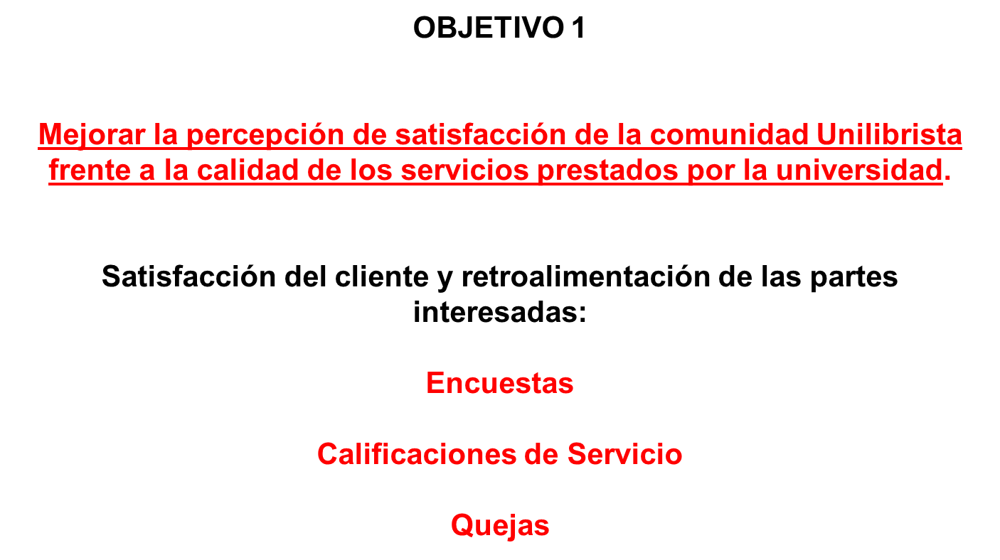 OBJETIVO 1
Mejorar la percepción de satisfacción de la comunidad Unilibrista
frente a la calidad de los servicios prestados por la universidad.
Satisfacción del cliente y retroalimentación de las partes
interesadas:
Encuestas
Calificaciones de Servicio
Quejas